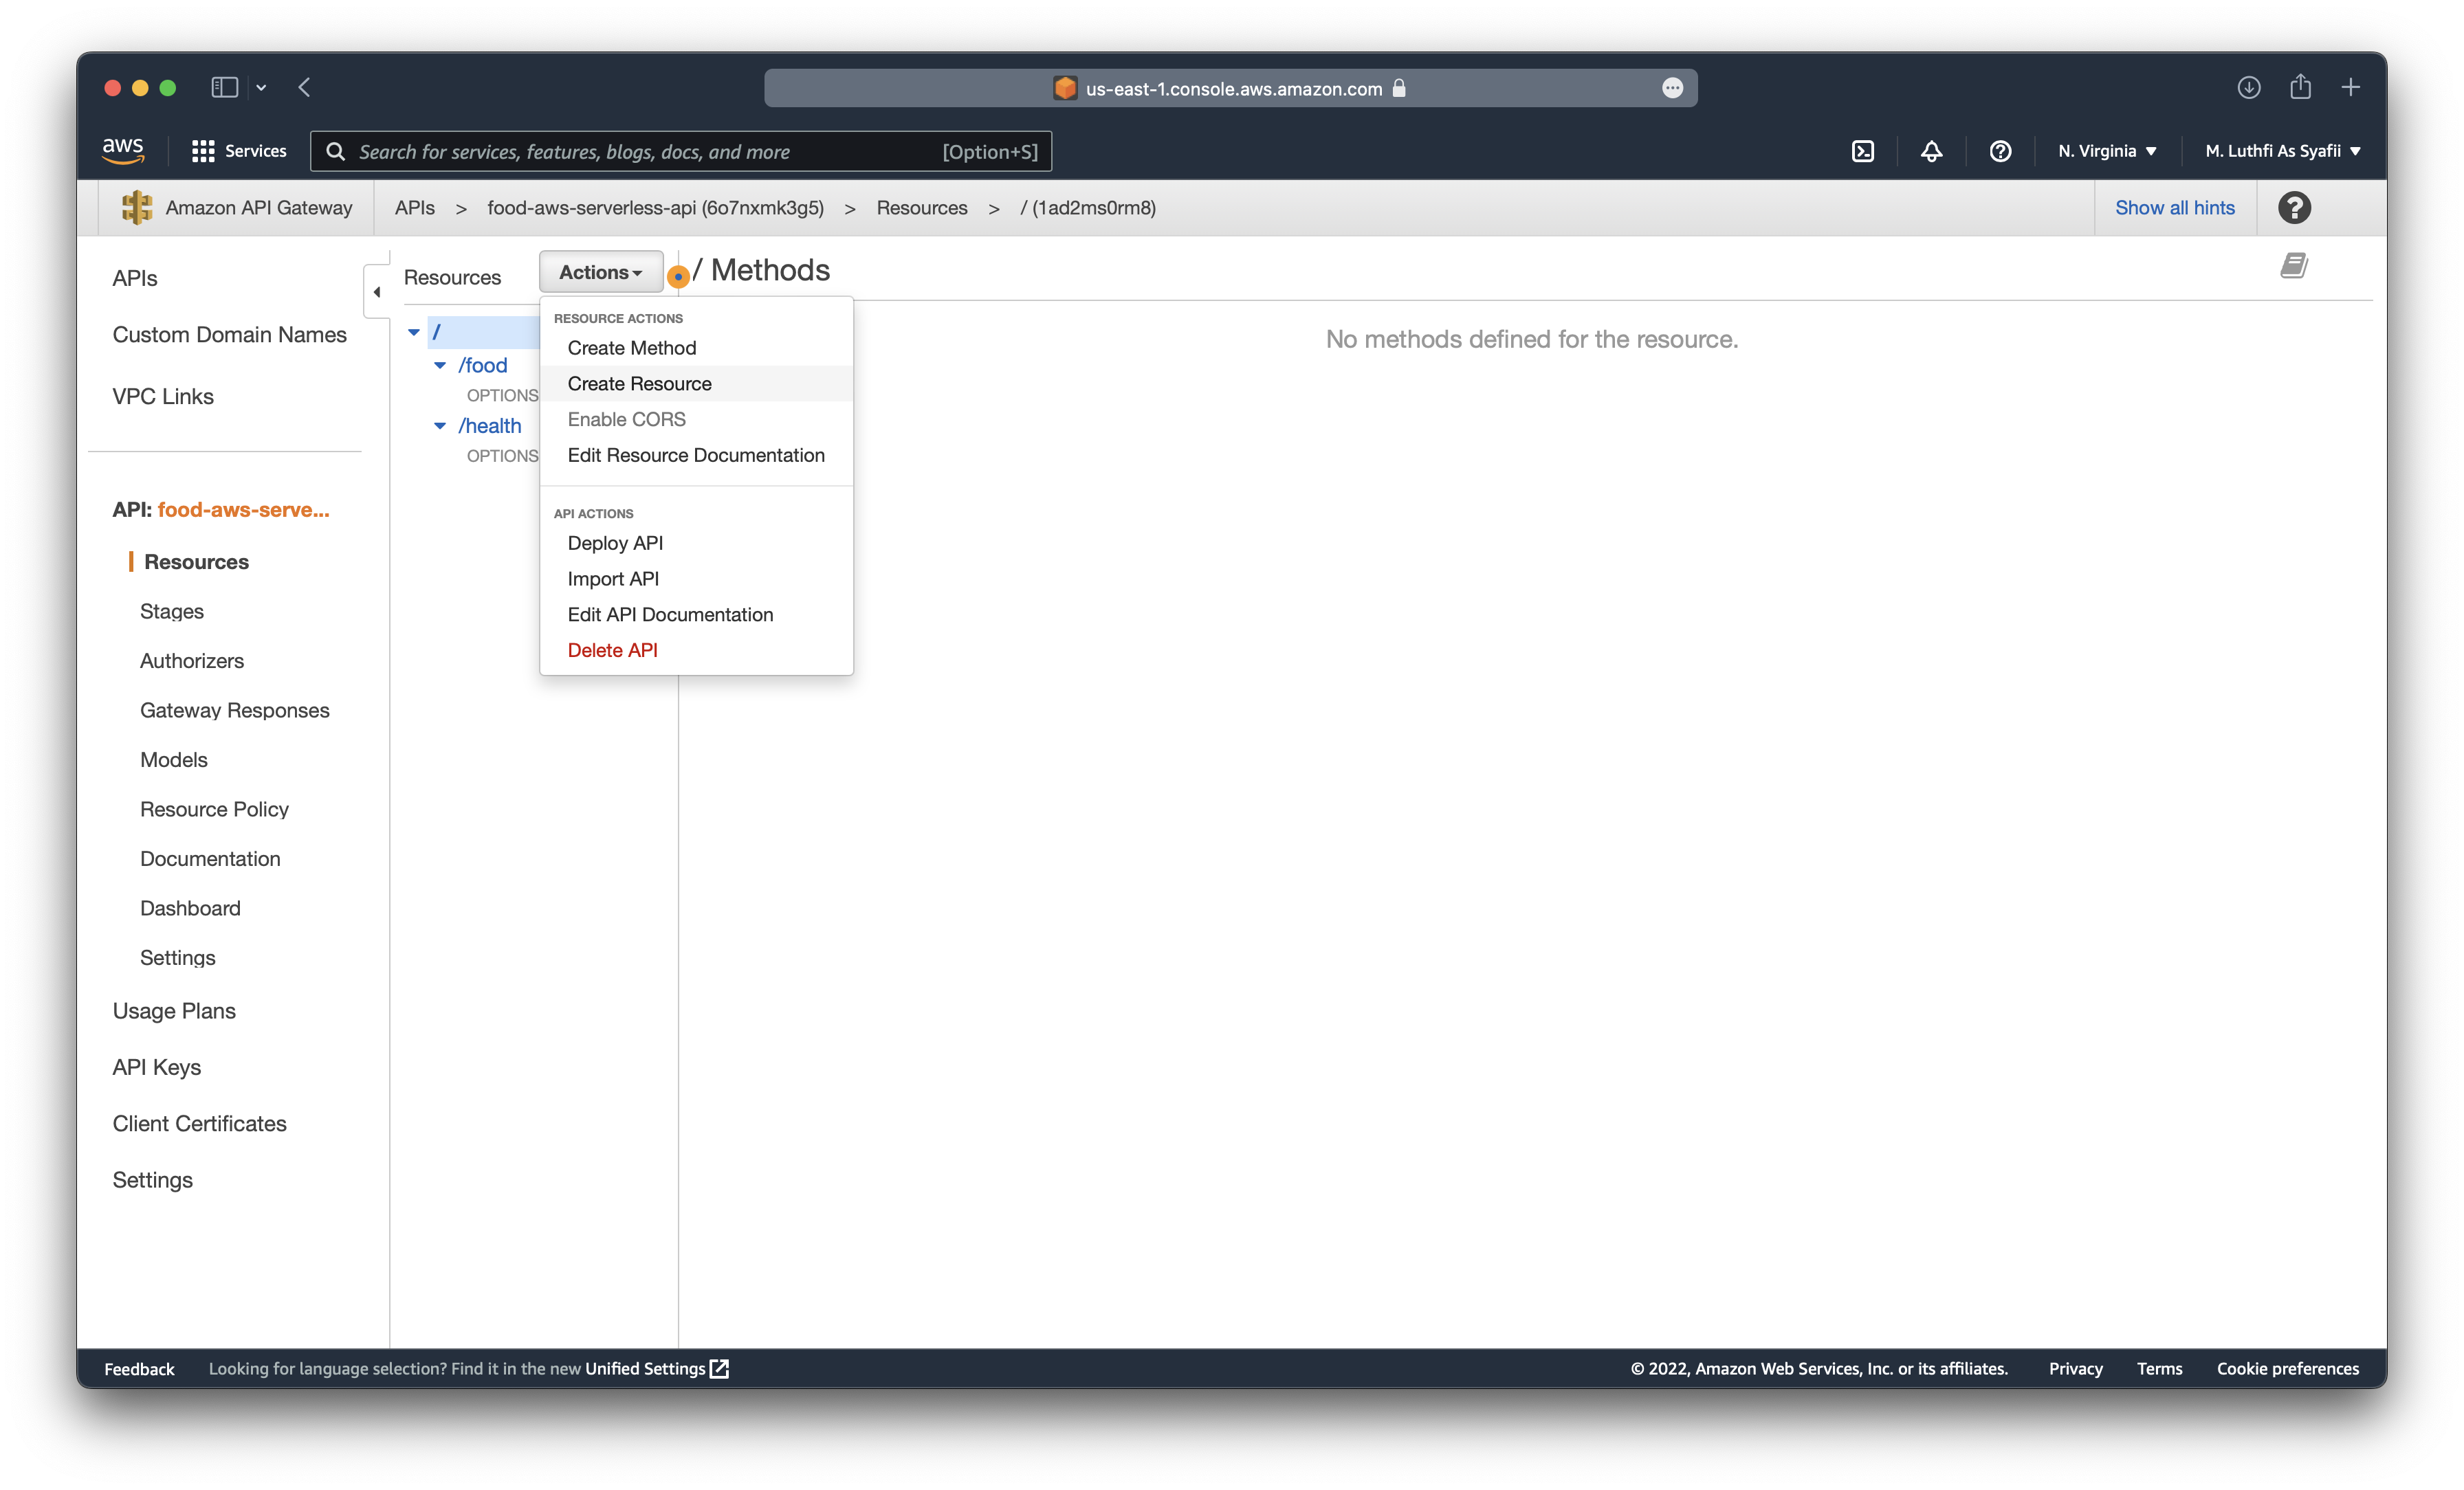 us-east-1.console.aws.amazon.com
aws
Services
Search for services, features, blogs, docs, and more [Option+S]
N. Virginia ▼
M. Luthfi As Syafii ▼
Amazon API Gateway
APIs > food-aws-serverless-api (6o7nxmk3g5) > Resources > / (1ad2ms0rm8)
Show all hints
?
APIs
Custom Domain Names
VPC Links
API: food-aws-serve...
Resources
Stages
Authorizers
Gateway Responses
Models
Resource Policy
Documentation
Dashboard
Settings
Usage Plans
API Keys
Client Certificates
Settings
Resources
Actions
/
/food
OPTIONS
/health
OPTIONS
RESOURCE ACTIONS
Create Method
Create Resource
Enable CORS
Edit Resource Documentation
API ACTIONS
Deploy API
Import API
Edit API Documentation
Delete API
/ Methods
No methods defined for the resource.
Feedback
Looking for language selection? Find it in the new Unified Settings
© 2022, Amazon Web Services, Inc. or its affiliates.
Privacy
Terms
Cookie preferences